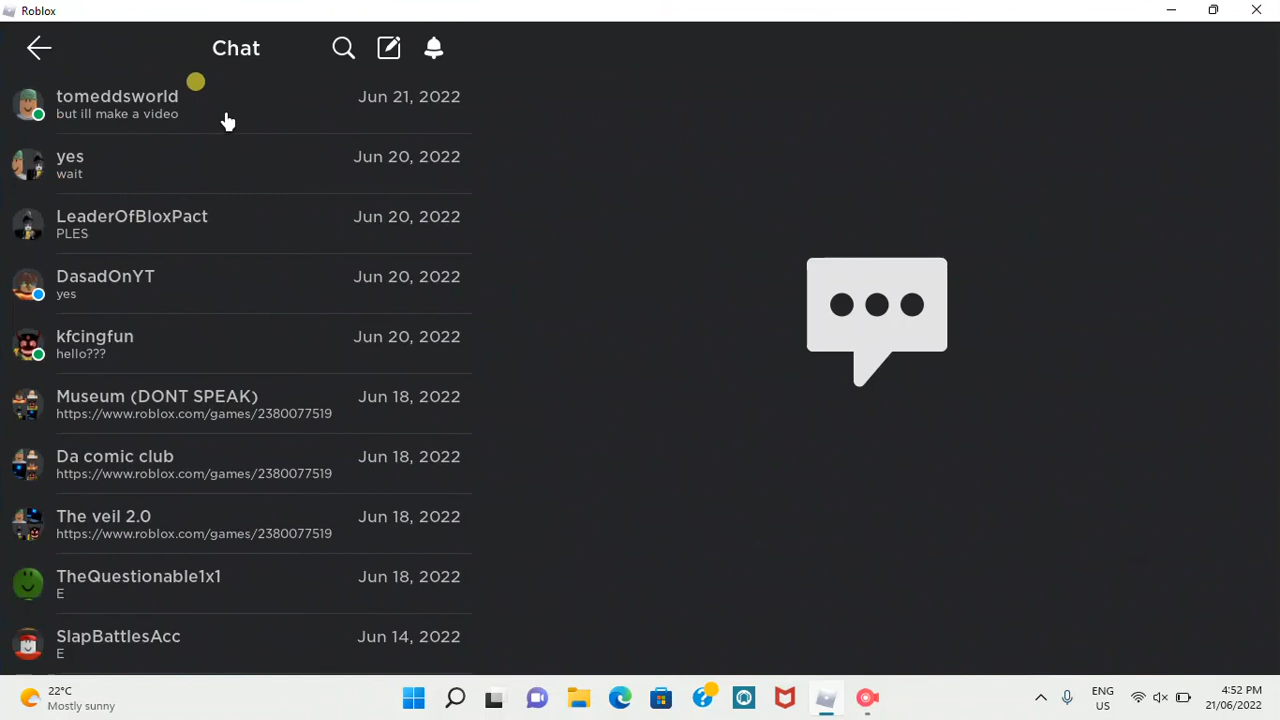 Roblox
Chat
tomeddsworld Jun 21, 2022
but ill make a video
yes Jun 20, 2022
wait
LeaderOfBloxPact Jun 20, 2022
PLES
DasadOnYT Jun 20, 2022
yes
kfcingfun Jun 20, 2022
hello???
Museum (DONT SPEAK) Jun 18, 2022
https://www.roblox.com/games/2380077519
Da comic club Jun 18, 2022
https://www.roblox.com/games/2380077519
The veil 2.0 Jun 18, 2022
https://www.roblox.com/games/2380077519
TheQuestionable1x1 Jun 18, 2022
E
SlapBattlesAcc Jun 14, 2022
E
22°C
Mostly sunny
ENG
US
4:52 PM
21/06/2022